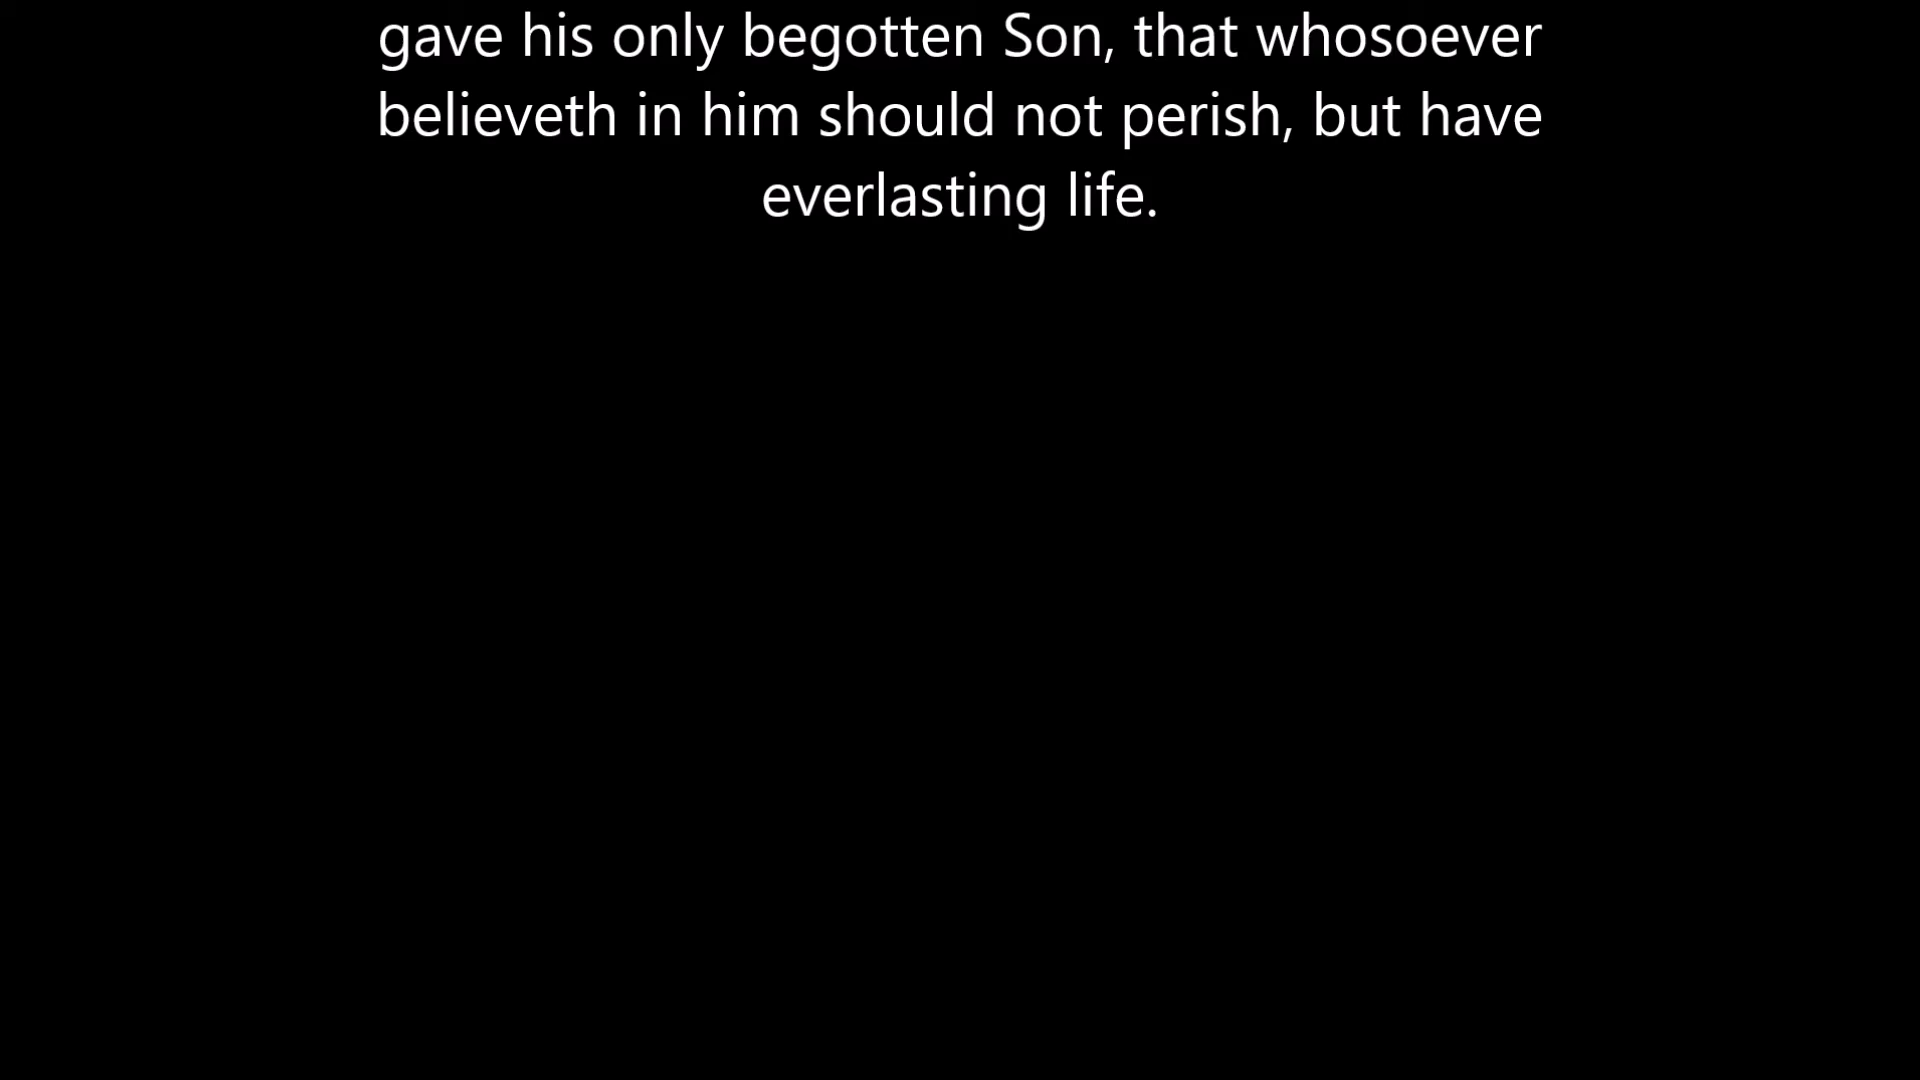 gave his only begotten Son, that whosoever
believeth in him should not perish, but have
everlasting life.